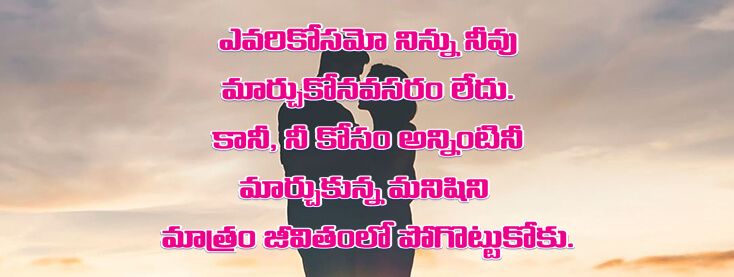 ఎవరికోసమో నిన్ను నీవు
మార్చుకోనవసరం లేదు.
కానీ, నీ కోసం అన్నింటినీ
మార్చుకున్న మనిషిని
మాత్రం జీవితంలో పోగొట్టుకోకు.